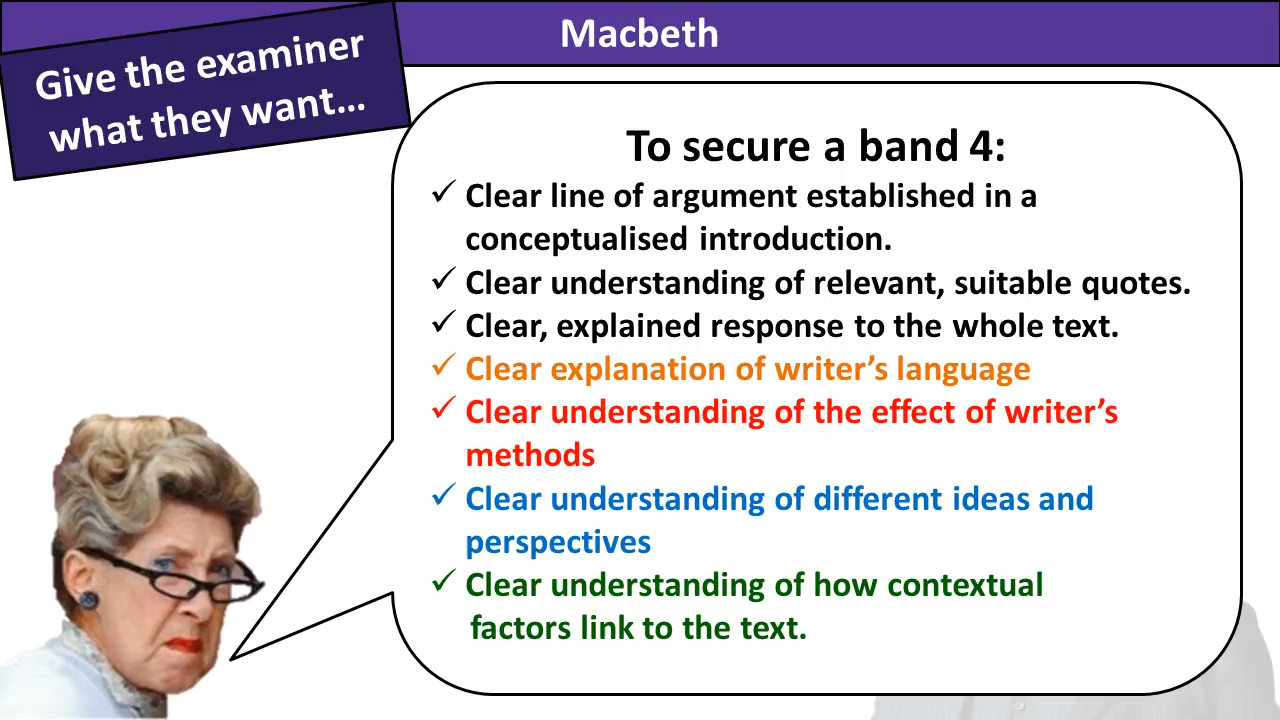 Macbeth
Give the examiner
what they want...
To secure a band 4:
✓ Clear line of argument established in a
conceptualised introduction.
✓ Clear understanding of relevant, suitable quotes.
✓ Clear, explained response to the whole text.
✓ Clear explanation of writer’s language
✓ Clear understanding of the effect of writer’s
methods
✓ Clear understanding of different ideas and
perspectives
✓ Clear understanding of how contextual
factors link to the text.